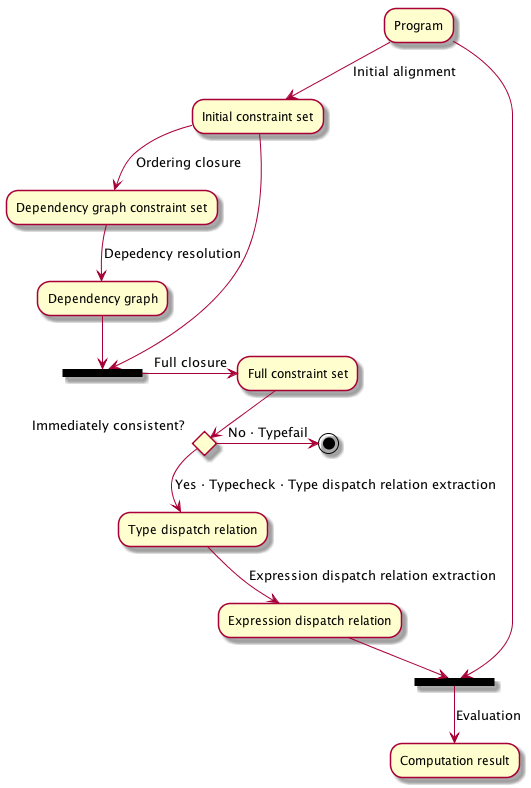 Program
Initial alignment
Initial constraint set
Ordering closure
Dependency graph constraint set
Depedency resolution
Dependency graph
Full closure
Full constraint set
Immediately consistent?
No · Typefail
Yes · Typecheck · Type dispatch relation extraction
Type dispatch relation
Expression dispatch relation extraction
Expression dispatch relation
Evaluation
Computation result